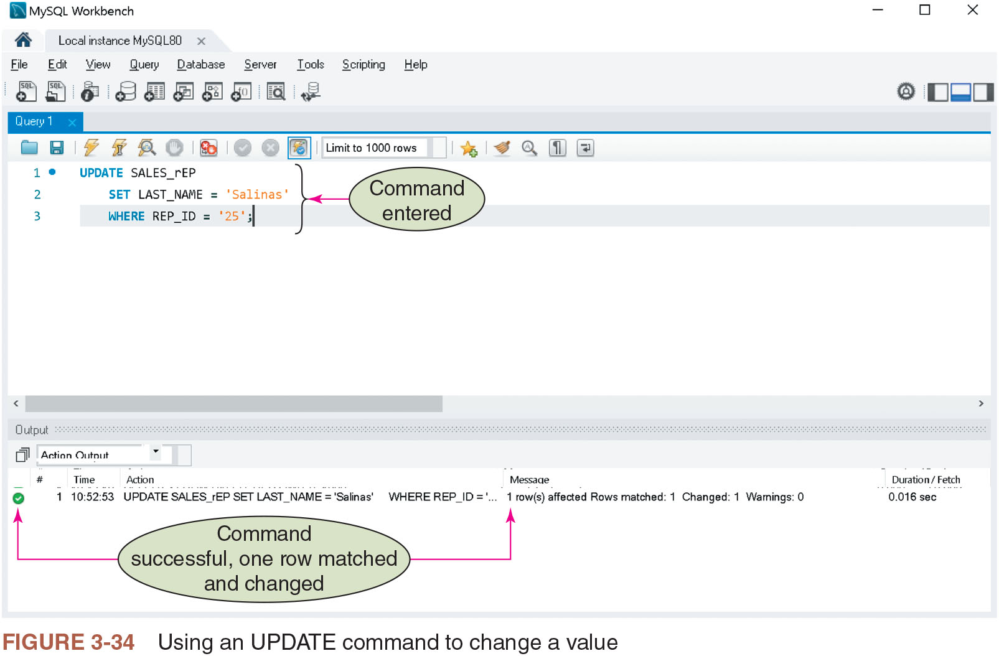 MySQL Workbench
Local instance MySQL80
File Edit View Query Database Server Tools Scripting Help
SQL SQL f()
Query 1
Limit to 1000 rows
1 UPDATE SALES_rEP
2 SET LAST_NAME = 'Salinas'
3 WHERE REP_ID = '25';
Command
entered
Output
Action Output
# Time Action Message Duration / Fetch
1 10:52:53 UPDATE SALES_rEP SET LAST_NAME = 'Salinas' WHERE REP_ID = '... 1 row(s) affected Rows matched: 1 Changed: 1 Warnings: 0 0.016 sec
Command
successful, one row matched
and changed
FIGURE 3-34 Using an UPDATE command to change a value